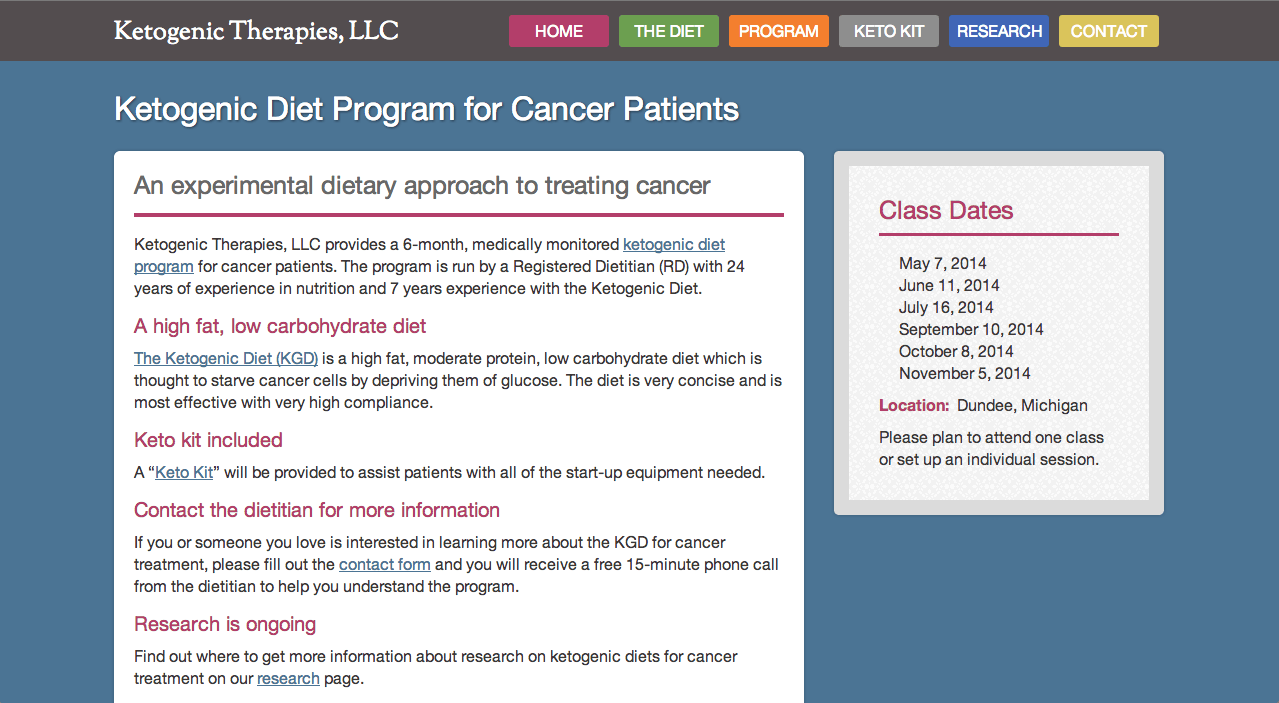 Ketogenic Therapies, LLC
HOME
THE DIET
PROGRAM
KETO KIT
RESEARCH
CONTACT
Ketogenic Diet Program for Cancer Patients
An experimental dietary approach to treating cancer
Ketogenic Therapies, LLC provides a 6-month, medically monitored ketogenic diet
program for cancer patients. The program is run by a Registered Dietitian (RD) with 24
years of experience in nutrition and 7 years experience with the Ketogenic Diet.
A high fat, low carbohydrate diet
The Ketogenic Diet (KGD) is a high fat, moderate protein, low carbohydrate diet which is
thought to starve cancer cells by depriving them of glucose. The diet is very concise and is
most effective with very high compliance.
Keto kit included
A “Keto Kit” will be provided to assist patients with all of the start-up equipment needed.
Contact the dietitian for more information
If you or someone you love is interested in learning more about the KGD for cancer
treatment, please fill out the contact form and you will receive a free 15-minute phone call
from the dietitian to help you understand the program.
Research is ongoing
Find out where to get more information about research on ketogenic diets for cancer
treatment on our research page.
Class Dates
May 7, 2014
June 11, 2014
July 16, 2014
September 10, 2014
October 8, 2014
November 5, 2014
Location: Dundee, Michigan
Please plan to attend one class
or set up an individual session.